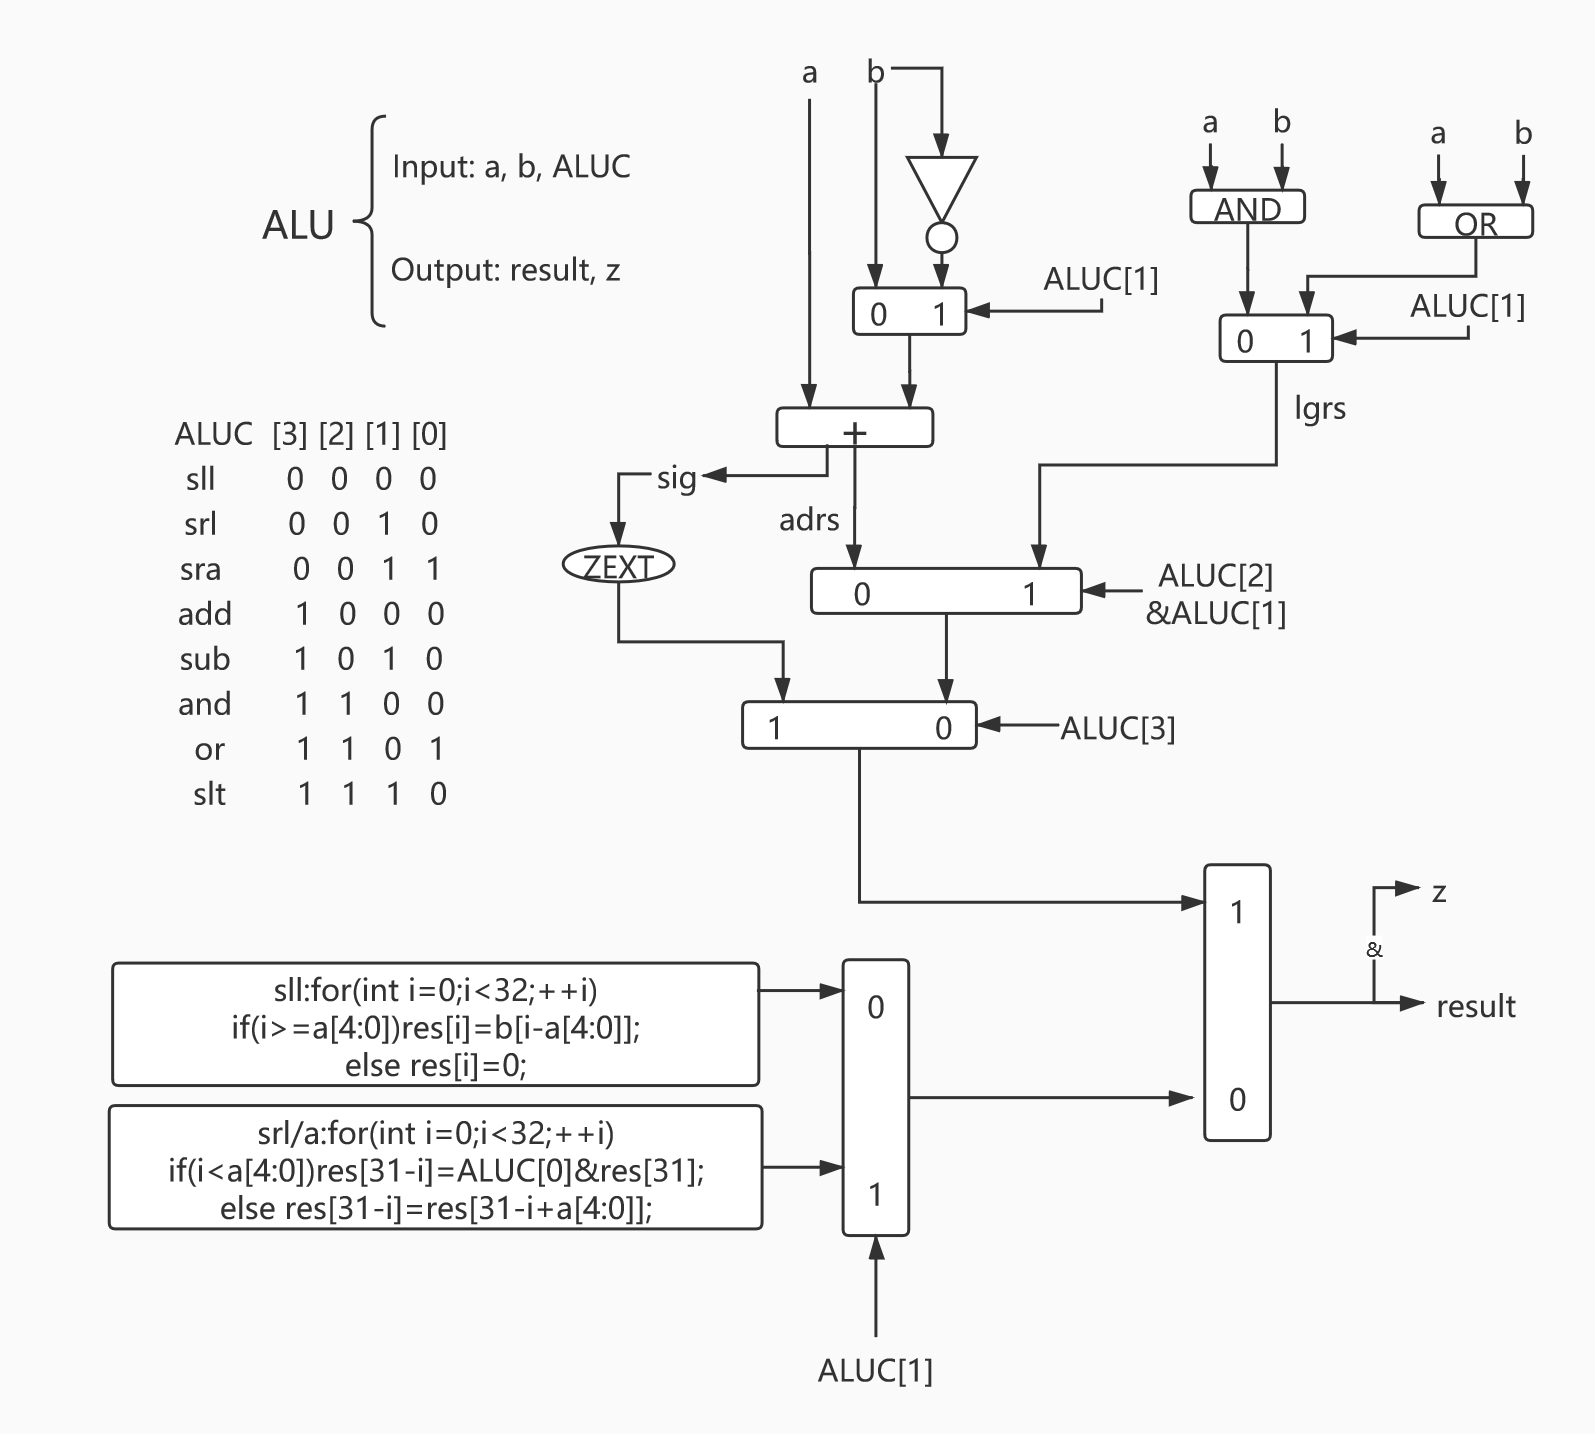 a b
a b
a b
Input: a, b, ALUC
ALU
AND
OR
Output: result, z
ALUC[1]
0 1
ALUC[1]
0 1
lgrs
+
ALUC [3] [2] [1] [0]
sll 0 0 0 0
srl 0 0 1 0
sra 0 0 1 1
add 1 0 0 0
sub 1 0 1 0
and 1 1 0 0
or 1 1 0 1
slt 1 1 1 0
sig
adrs
ZEXT
0 1
ALUC[2]
&ALUC[1]
1 0
ALUC[3]
1
0
z
&
result
sll:for(int i=0;i<32;++i)
if(i>=a[4:0])res[i]=b[i-a[4:0]];
else res[i]=0;
srl/a:for(int i=0;i<32;++i)
if(i<a[4:0])res[31-i]=ALUC[0]&res[31];
else res[31-i]=res[31-i+a[4:0]];
0
1
ALUC[1]